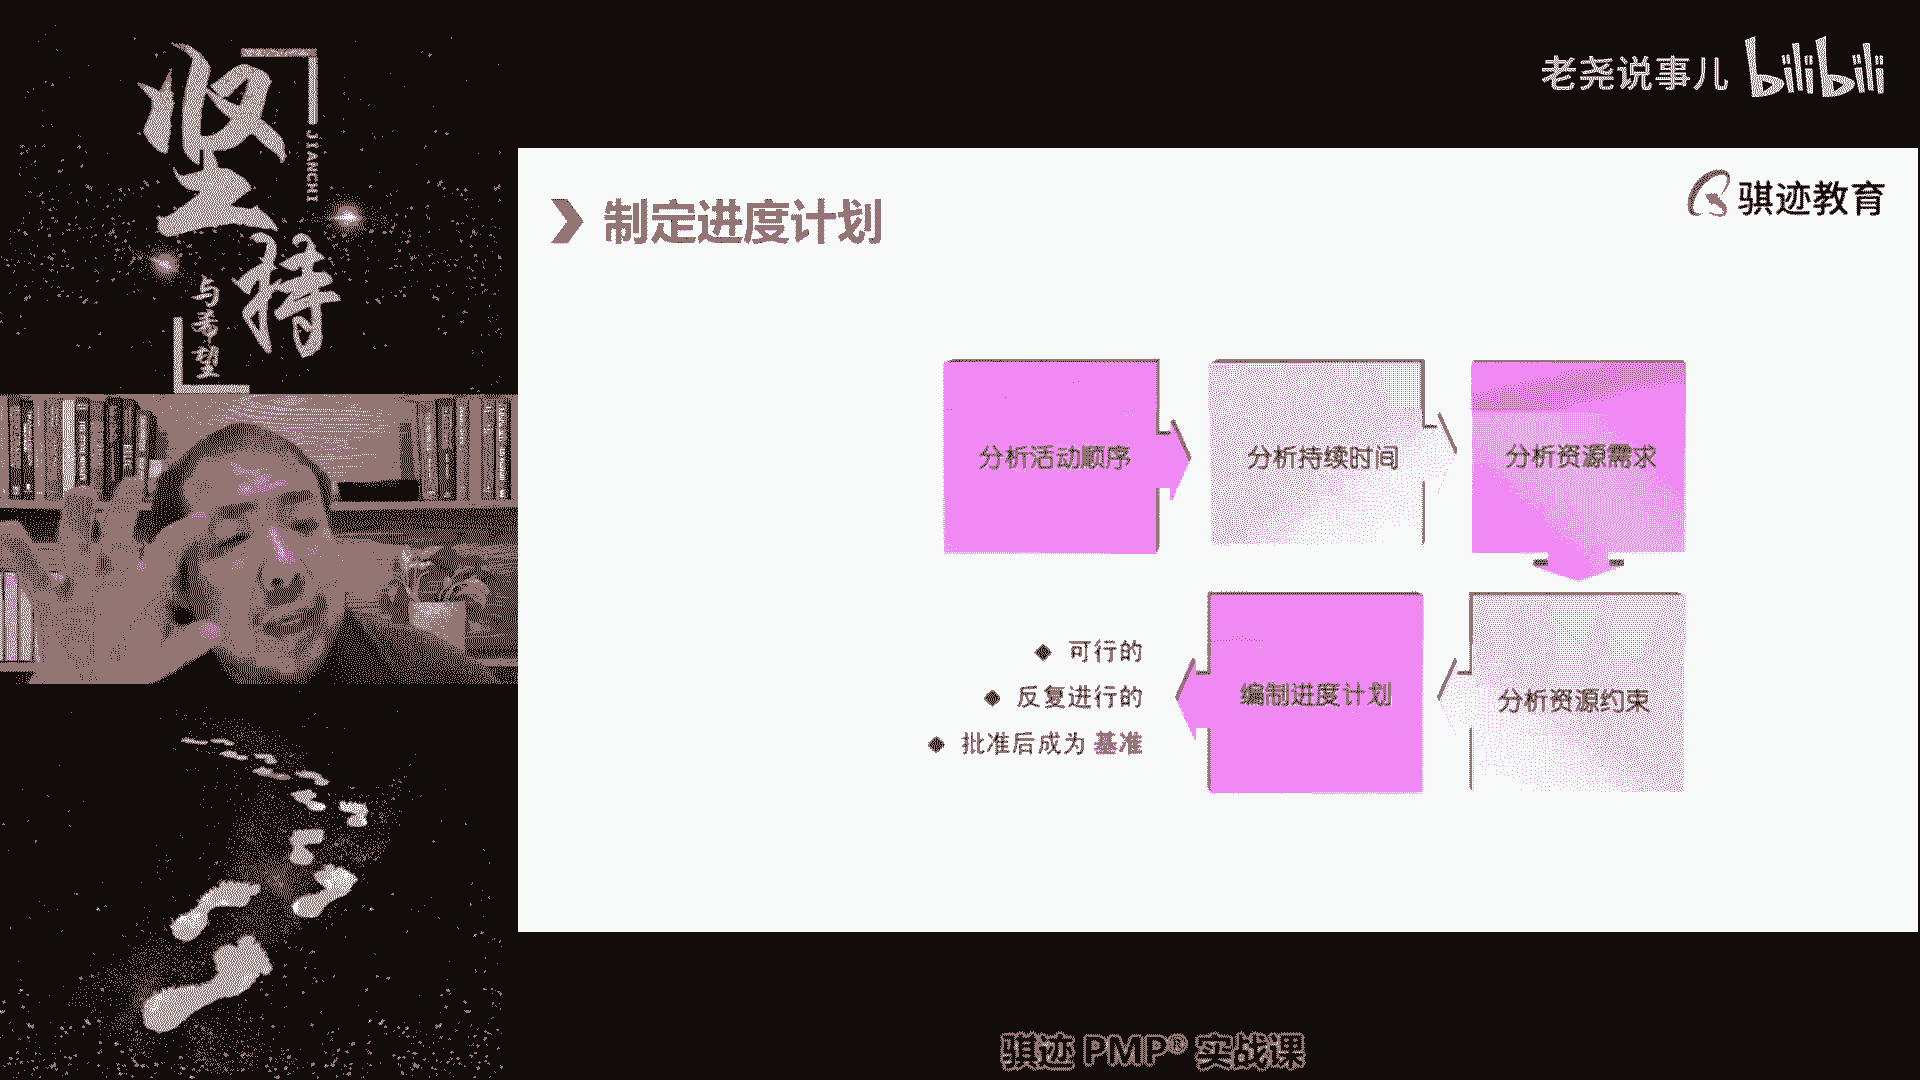 老尧说事儿 bilibili
坚持
JIANCHI
与希望
骐迹教育
制定进度计划
分析活动顺序
分析持续时间
分析资源需求
分析资源约束
编制进度计划
可行的
反复进行的
批准后成为 基准
骐迹 PMP® 实战课